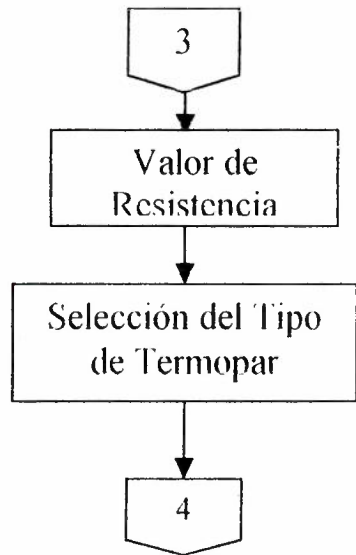 3
Valor de
Resistencia
Selección del Tipo
de Termopar
4